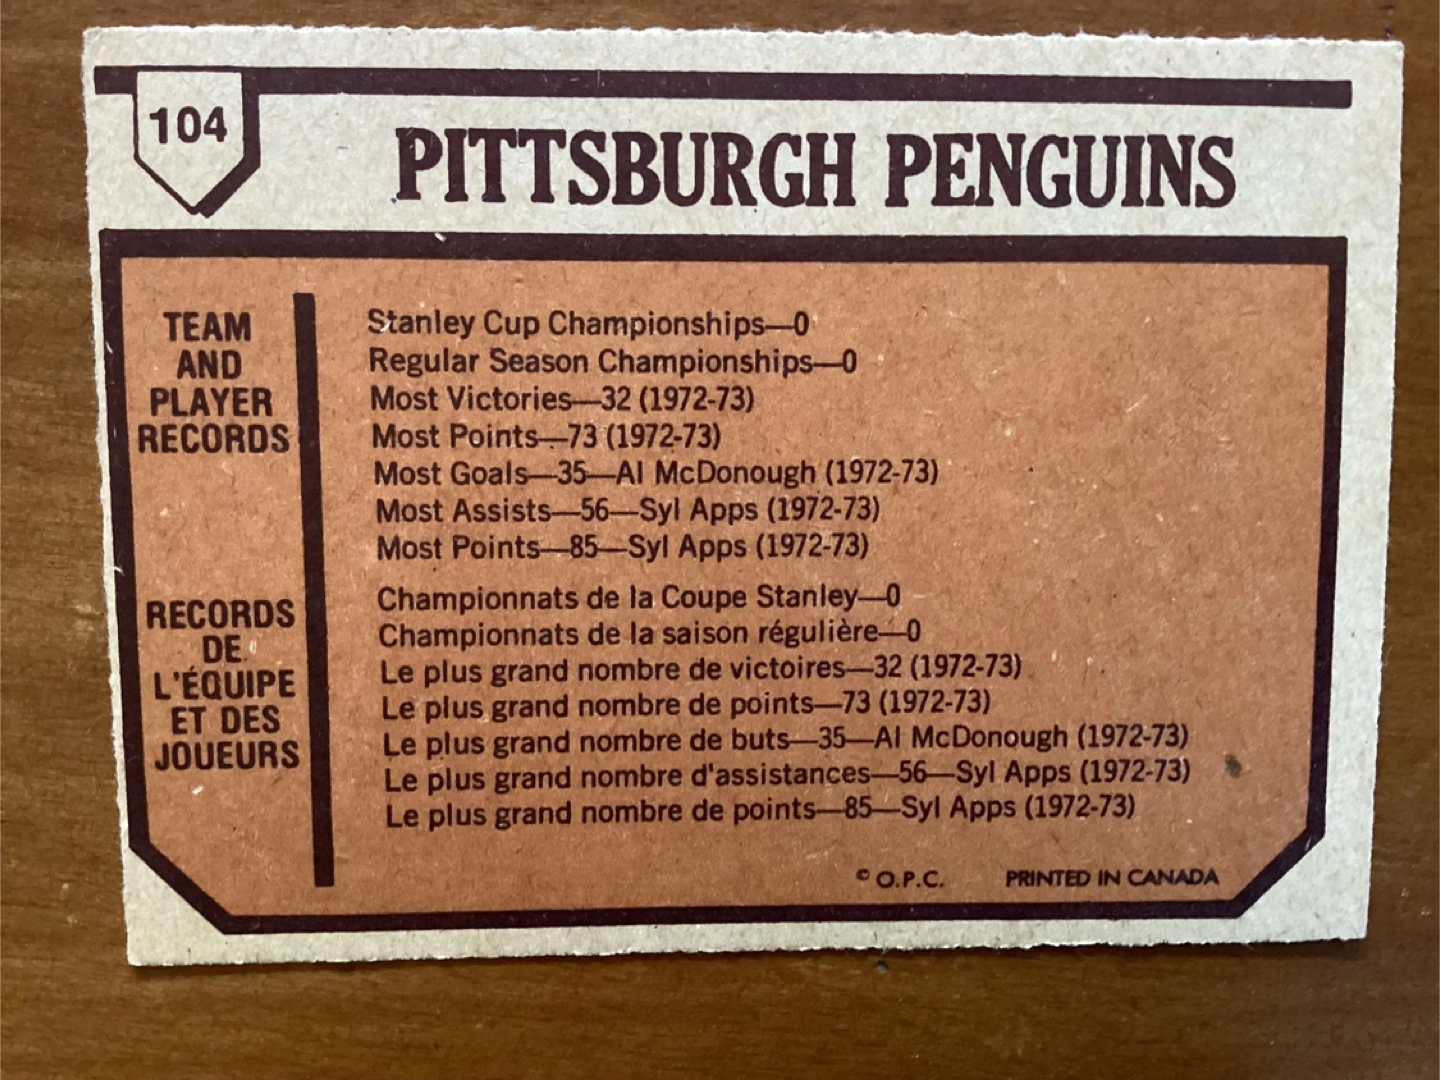 104
PITTSBURGH PENGUINS
TEAM
AND
PLAYER
RECORDS
Stanley Cup Championships—0
Regular Season Championships—0
Most Victories—32 (1972-73)
Most Points—73 (1972-73)
Most Goals—35—Al McDonough (1972-73)
Most Assists—56—Syl Apps (1972-73)
Most Points—85—Syl Apps (1972-73)
RECORDS
DE
L'ÉQUIPE
ET DES
JOUEURS
Championnats de la Coupe Stanley—0
Championnats de la saison régulière—0
Le plus grand nombre de victoires—32 (1972-73)
Le plus grand nombre de points—73 (1972-73)
Le plus grand nombre de buts—35—Al McDonough (1972-73)
Le plus grand nombre d'assistances—56—Syl Apps (1972-73)
Le plus grand nombre de points—85—Syl Apps (1972-73)
© O.P.C. PRINTED IN CANADA